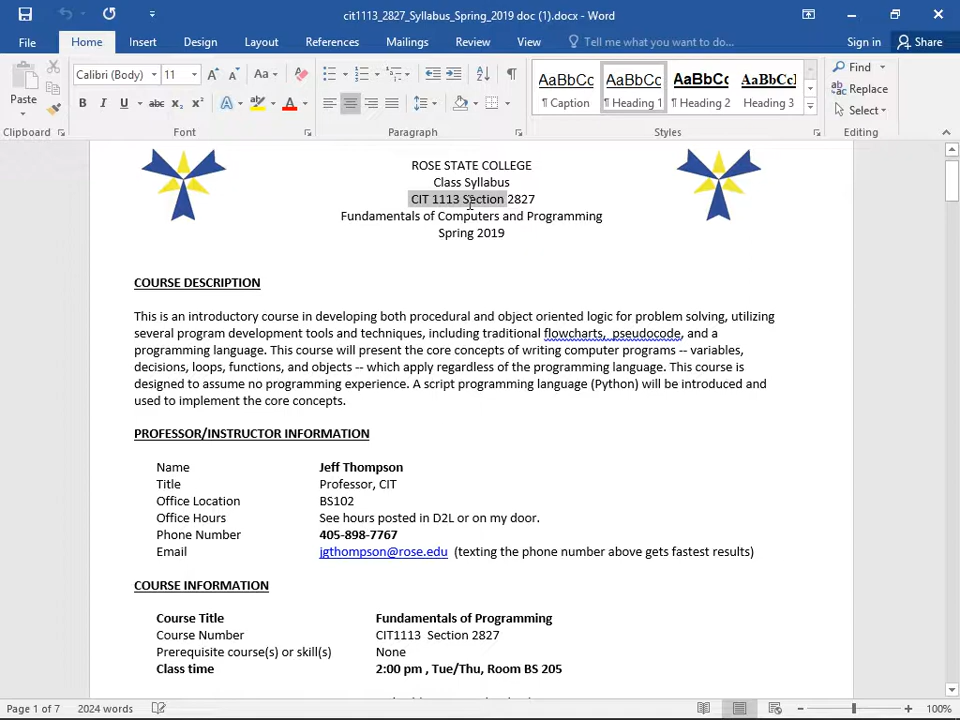 cit1113_2827_Syllabus_Spring_2019 doc (1).docx - Word
File Home Insert Design Layout References Mailings Review View Tell me what you want to do... Sign in Share
Paste
Calibri (Body) 11 Aa
AaBbCc AaBbCc AaBbCc AaBbCcI
¶ Caption ¶ Heading 1 ¶ Heading 2 Heading 3
Find
Replace
Select
B I U abc X₂ X² A A
Clipboard Font Paragraph Styles Editing
ROSE STATE COLLEGE
Class Syllabus
CIT 1113 Section 2827
Fundamentals of Computers and Programming
Spring 2019
COURSE DESCRIPTION
This is an introductory course in developing both procedural and object oriented logic for problem solving, utilizing
several program development tools and techniques, including traditional flowcharts,  pseudocode, and a
programming language. This course will present the core concepts of writing computer programs -- variables,
decisions, loops, functions, and objects -- which apply regardless of the programming language. This course is
designed to assume no programming experience. A script programming language (Python) will be introduced and
used to implement the core concepts.
PROFESSOR/INSTRUCTOR INFORMATION
Name Jeff Thompson
Title Professor, CIT
Office Location BS102
Office Hours See hours posted in D2L or on my door.
Phone Number 405-898-7767
Email jgthompson@rose.edu  (texting the phone number above gets fastest results)
COURSE INFORMATION
Course Title Fundamentals of Programming
Course Number CIT1113  Section 2827
Prerequisite course(s) or skill(s) None
Class time 2:00 pm , Tue/Thu, Room BS 205
Page 1 of 7 2024 words 100%